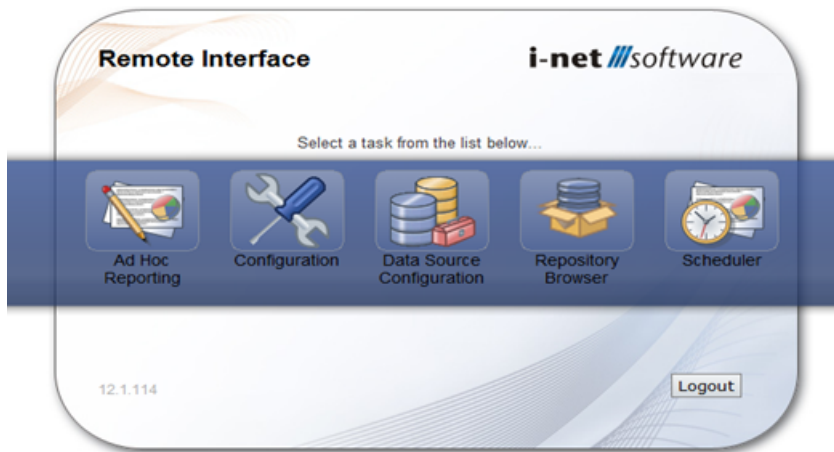 Remote Interface
i-net software
Select a task from the list below...
Ad Hoc
Reporting
Configuration
Data Source
Configuration
Repository
Browser
Scheduler
12.1.114
Logout